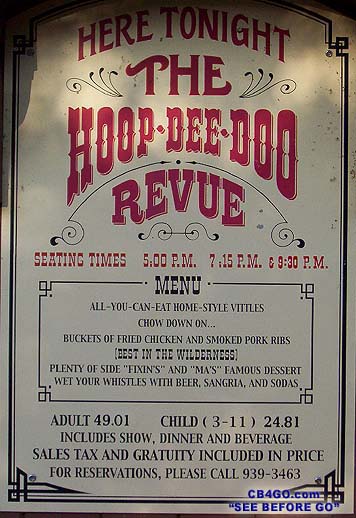 HERE TONIGHT
THE
HOOP·DEE·DOO
REVUE
SEATING TIMES 5:00 P.M. 7:15 P.M. & 9:30 P.M.
MENU
ALL-YOU-CAN-EAT HOME-STYLE VITTLES
CHOW DOWN ON...
BUCKETS OF FRIED CHICKEN AND SMOKED PORK RIBS
(BEST IN THE WILDERNESS)
PLENTY OF SIDE "FIXIN'S" AND "MA'S" FAMOUS DESSERT
WET YOUR WHISTLES WITH BEER, SANGRIA, AND SODAS
ADULT 49.01 CHILD (3-11) 24.81
INCLUDES SHOW, DINNER AND BEVERAGE
SALES TAX AND GRATUITY INCLUDED IN PRICE
FOR RESERVATIONS, PLEASE CALL 939-3463
CB4GO.com
"SEE BEFORE GO"